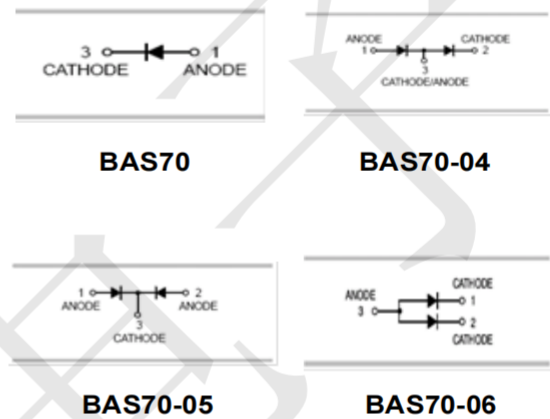 3 1
CATHODE ANODE
BAS70
ANODE CATHODE
1 2
3
CATHODE/ANODE
BAS70-04
1 2
ANODE ANODE
3
CATHODE
BAS70-05
CATHODE
ANODE
3 1
2
CATHODE
BAS70-06